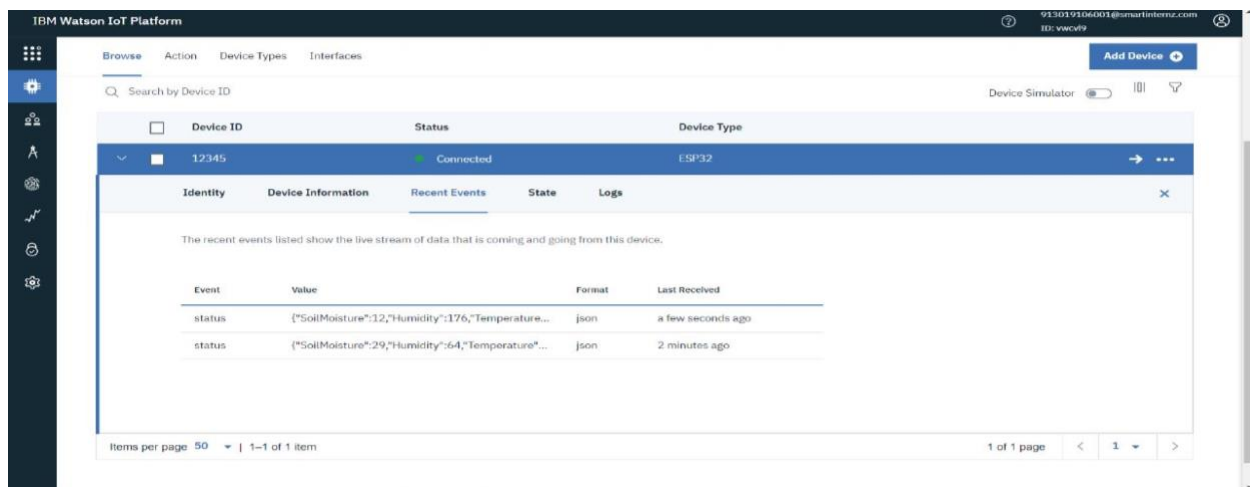 IBM Watson IoT Platform
913019106001@smartinternz.com
ID: vwcvl9
Browse Action Device Types Interfaces
Add Device
Search by Device ID
Device Simulator
Device ID Status Device Type
12345 Connected ESP32
Identity Device Information Recent Events State Logs
The recent events listed show the live stream of data that is coming and going from this device.
Event Value Format Last Received
status {"SoilMoisture":12,"Humidity":176,"Temperature... json a few seconds ago
status {"SoilMoisture":29,"Humidity":64,"Temperature"... json 2 minutes ago
Items per page 50 | 1–1 of 1 item
1 of 1 page < 1 >